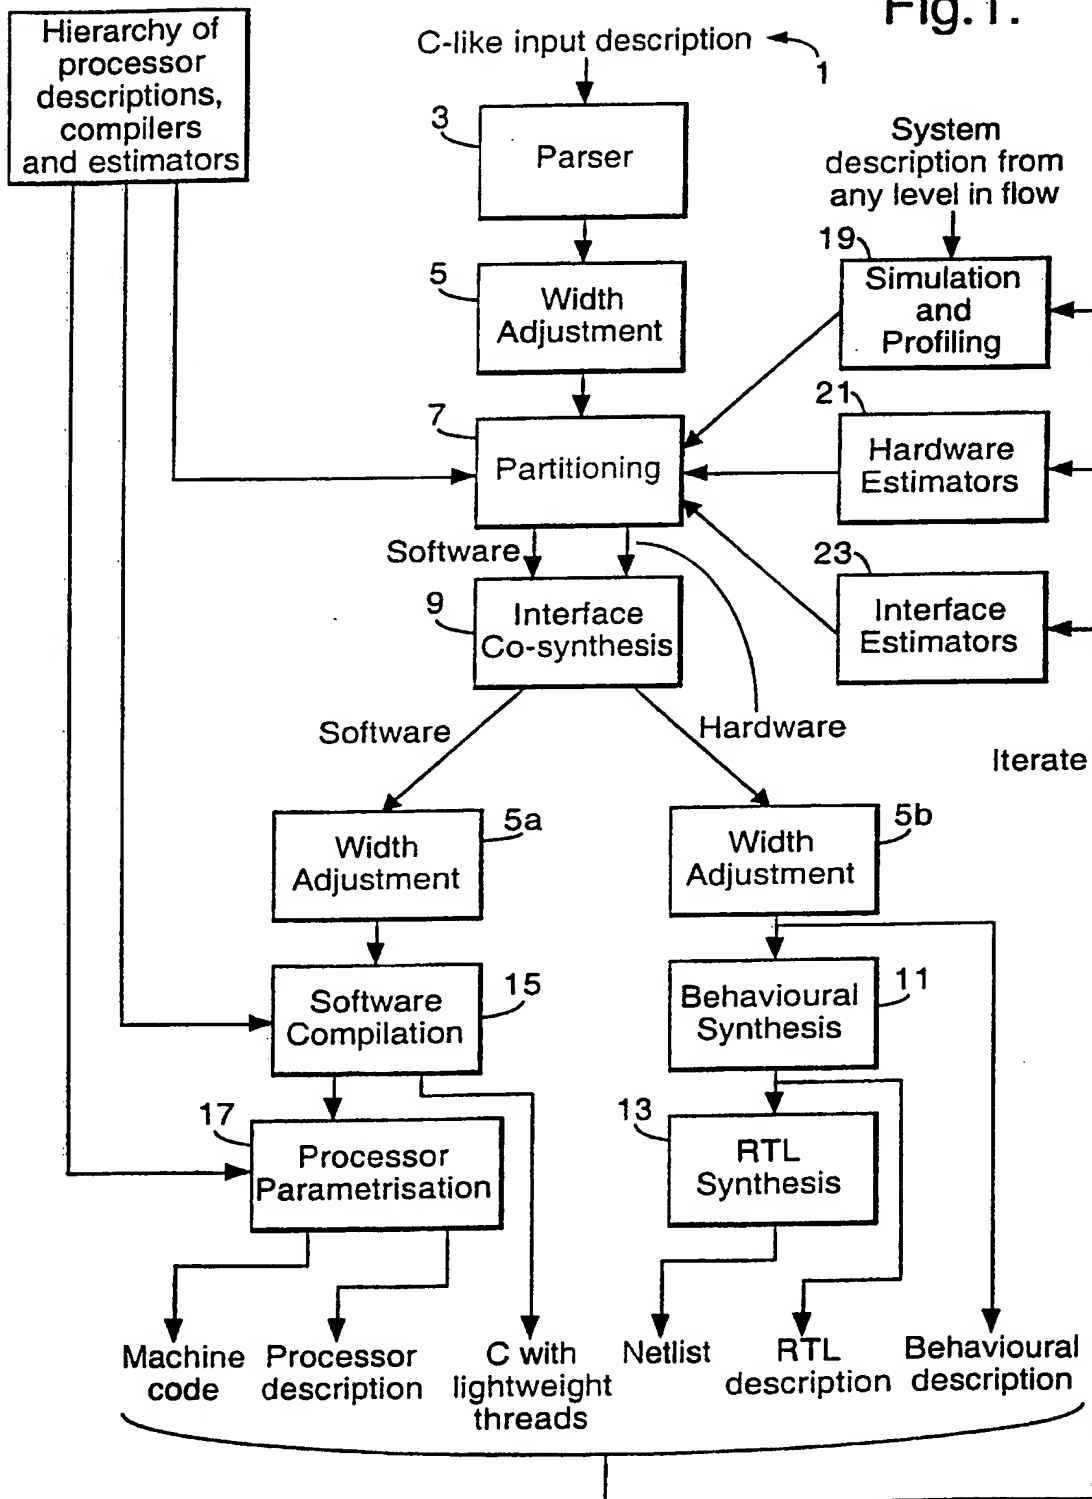 Fig.1.
Hierarchy of
processor
descriptions,
compilers
and estimators
C-like input description
1
3
Parser
System
description from
any level in flow
5
Width
Adjustment
19
Simulation
and
Profiling
7
Partitioning
21
Hardware
Estimators
Software
9
Interface
Co-synthesis
23
Interface
Estimators
Software
Hardware
Iterate
Width
Adjustment
5a
Width
Adjustment
5b
Software
Compilation
15
Behavioural
Synthesis
11
17
Processor
Parametrisation
13
RTL
Synthesis
Machine
code
Processor
description
C with
lightweight
threads
Netlist
RTL
description
Behavioural
description